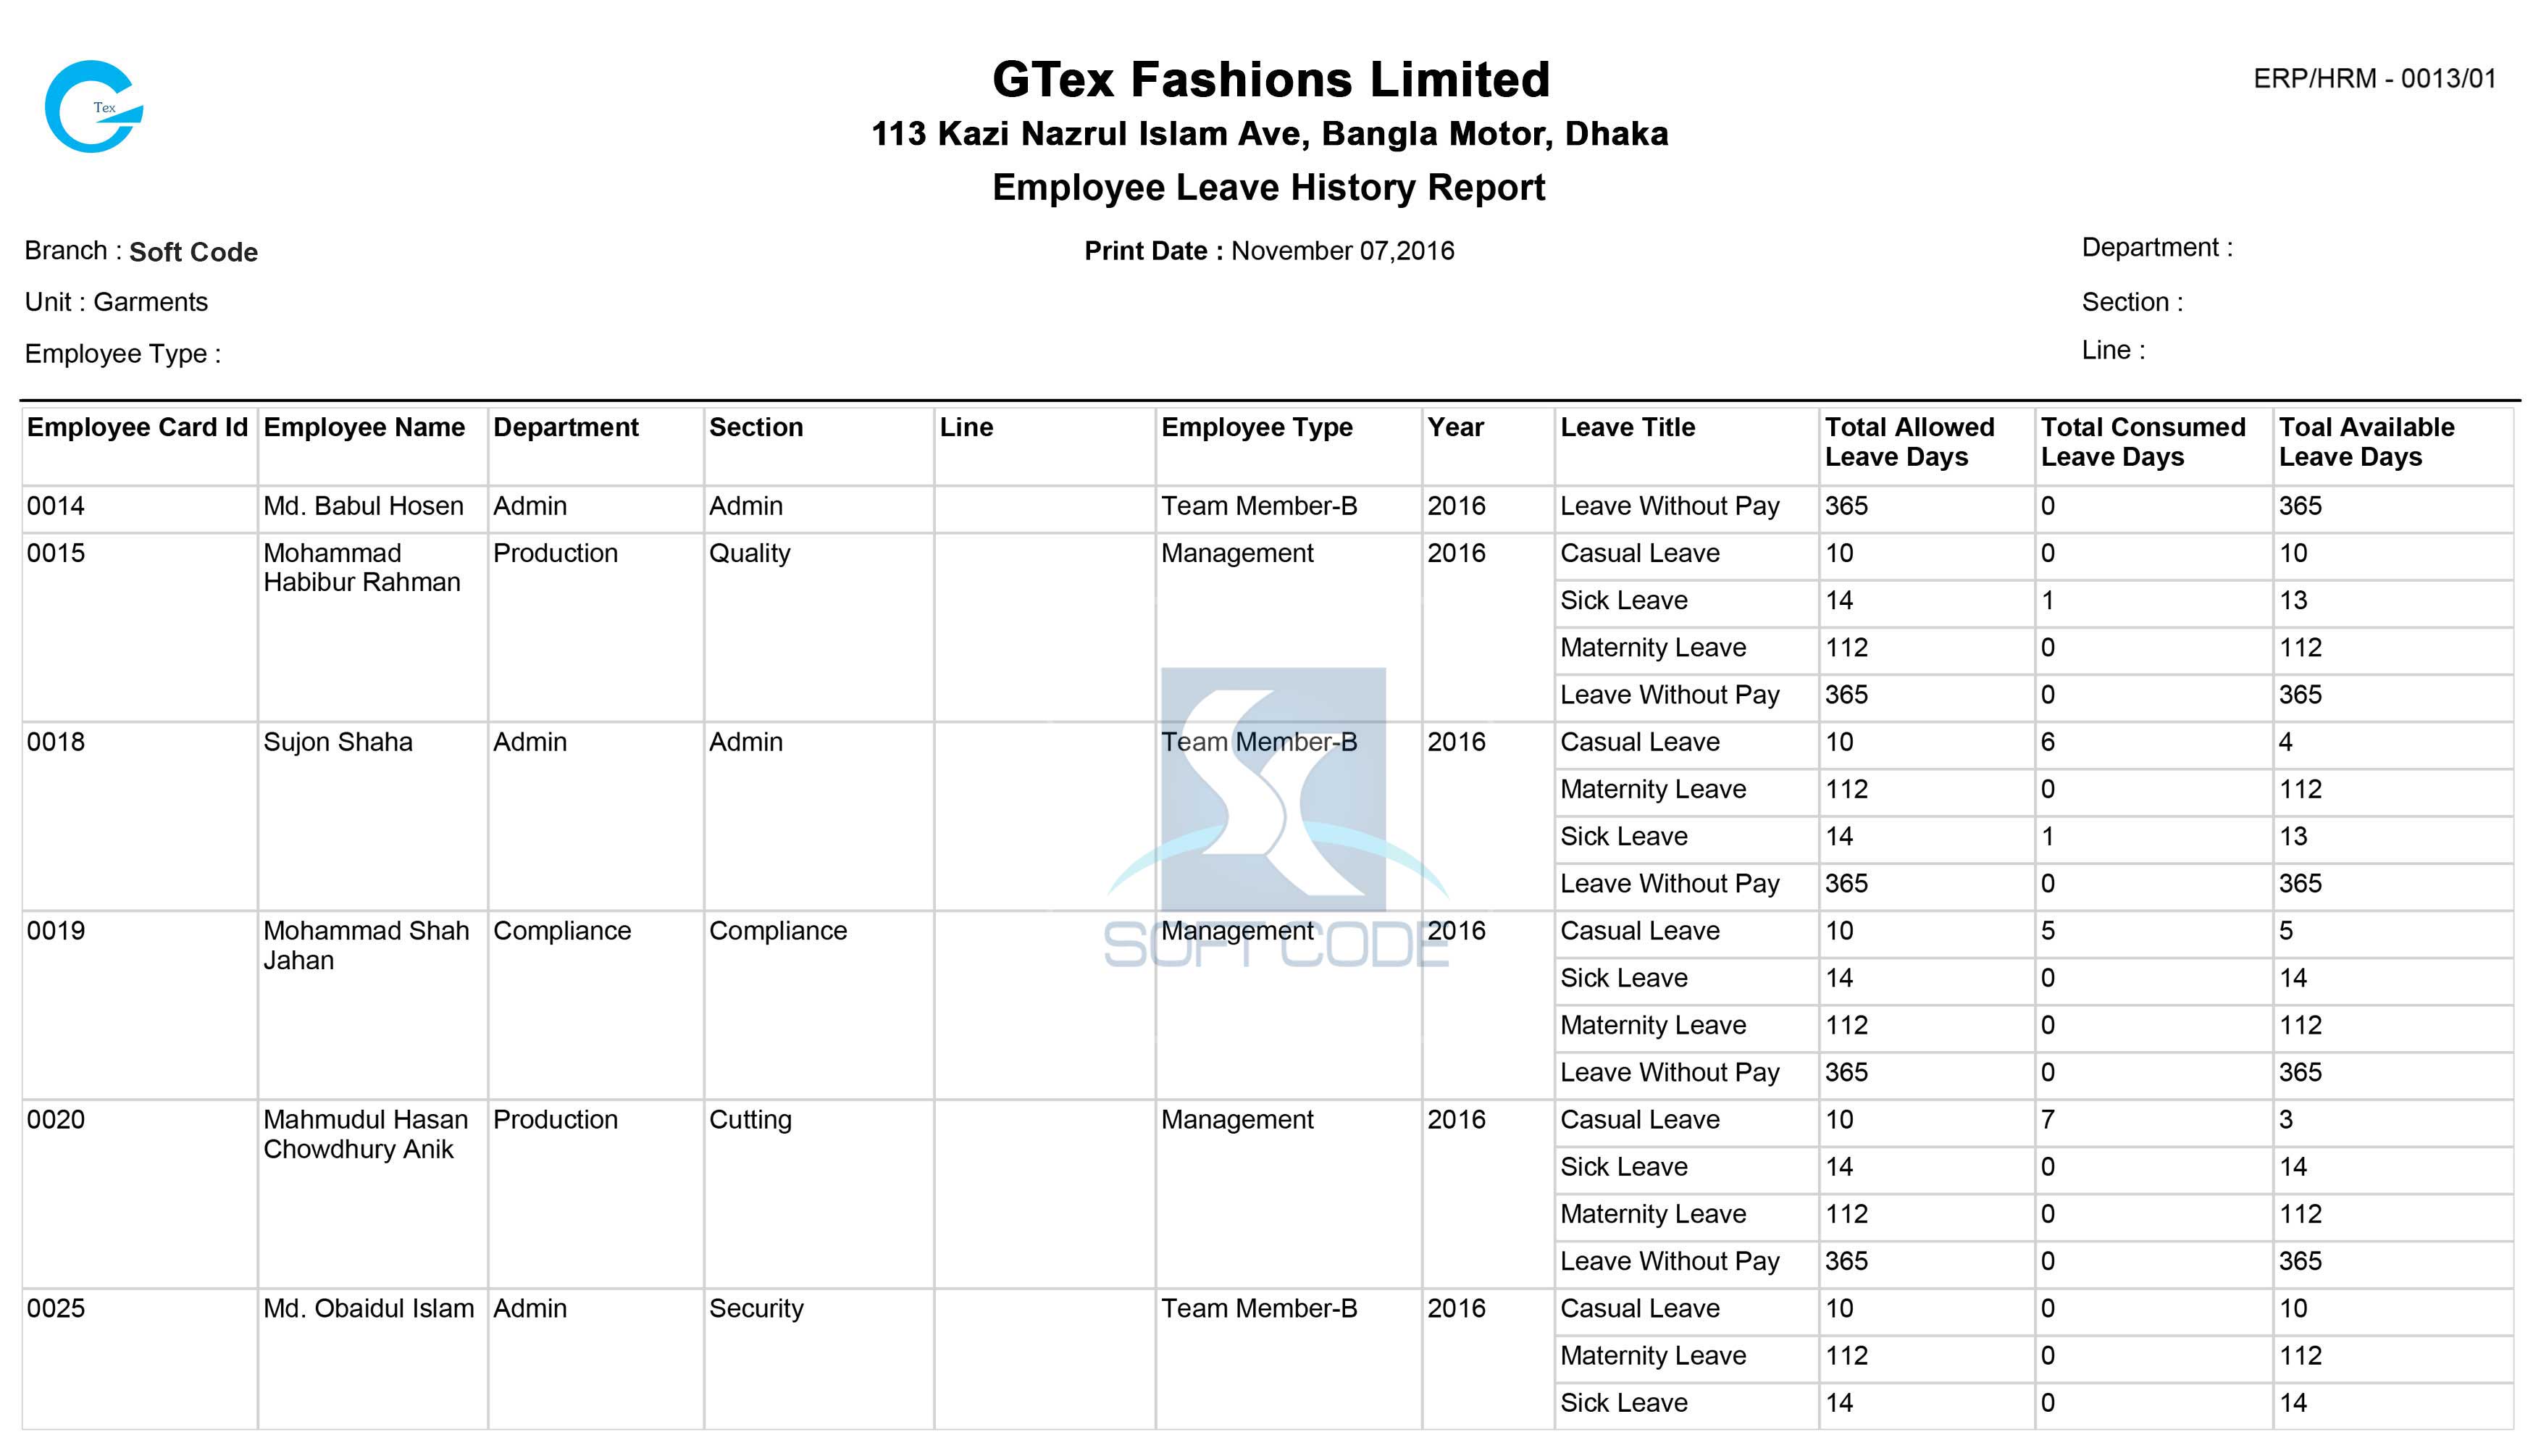 Tex
GTex Fashions Limited
ERP/HRM - 0013/01
113 Kazi Nazrul Islam Ave, Bangla Motor, Dhaka
Employee Leave History Report
Branch : Soft Code
Print Date : November 07,2016
Department :
Unit : Garments
Section :
Employee Type :
Line :
Employee Card Id Employee Name Department Section Line Employee Type Year Leave Title Total Allowed Leave Days Total Consumed Leave Days Toal Available Leave Days
0014 Md. Babul Hosen Admin Admin Team Member-B 2016 Leave Without Pay 365 0 365
0015 Mohammad Habibur Rahman Production Quality Management 2016 Casual Leave 10 0 10
Sick Leave 14 1 13
Maternity Leave 112 0 112
Leave Without Pay 365 0 365
0018 Sujon Shaha Admin Admin Team Member-B 2016 Casual Leave 10 6 4
Maternity Leave 112 0 112
Sick Leave 14 1 13
Leave Without Pay 365 0 365
0019 Mohammad Shah Jahan Compliance Compliance Management 2016 Casual Leave 10 5 5
Sick Leave 14 0 14
Maternity Leave 112 0 112
Leave Without Pay 365 0 365
0020 Mahmudul Hasan Chowdhury Anik Production Cutting Management 2016 Casual Leave 10 7 3
Sick Leave 14 0 14
Maternity Leave 112 0 112
Leave Without Pay 365 0 365
0025 Md. Obaidul Islam Admin Security Team Member-B 2016 Casual Leave 10 0 10
Maternity Leave 112 0 112
Sick Leave 14 0 14
SOFT CODE